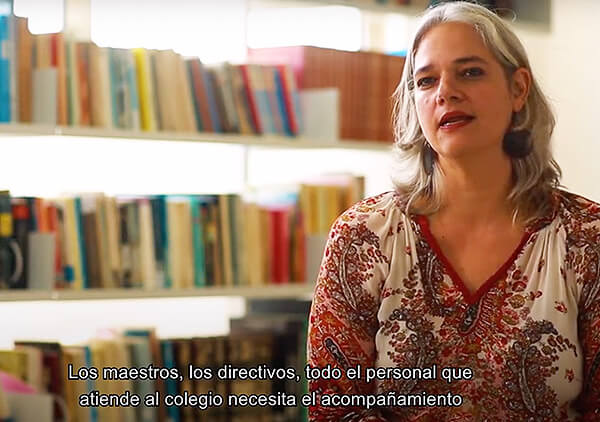 Los maestros, los directivos, todo el personal que
atiende al colegio necesita el acompañamiento